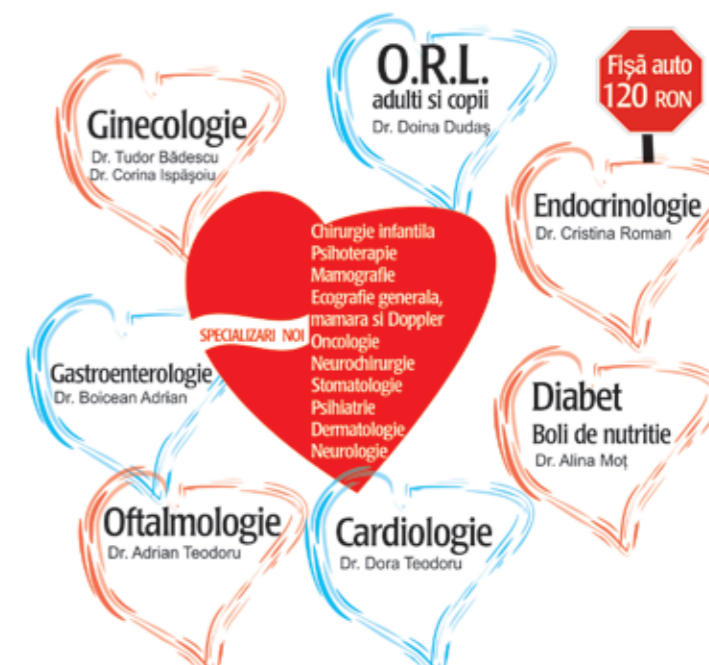 O.R.L.
adulti si copii
Dr. Doina Dudaș
Fişă auto
120 RON
Ginecologie
Dr. Tudor Bădescu
Dr. Corina Ispășoiu
Endocrinologie
Dr. Cristina Roman
Chirurgie infantila
Psihoterapie
Mamografie
Ecografie generala,
mamara si Doppler
Oncologie
Neurochirurgie
Stomatologie
Psihiatrie
Dermatologie
Neurologie
SPECIALIZARI NOI
Gastroenterologie
Dr. Boicean Adrian
Diabet
Boli de nutritie
Dr. Alina Moț
Oftalmologie
Dr. Adrian Teodoru
Cardiologie
Dr. Dora Teodoru